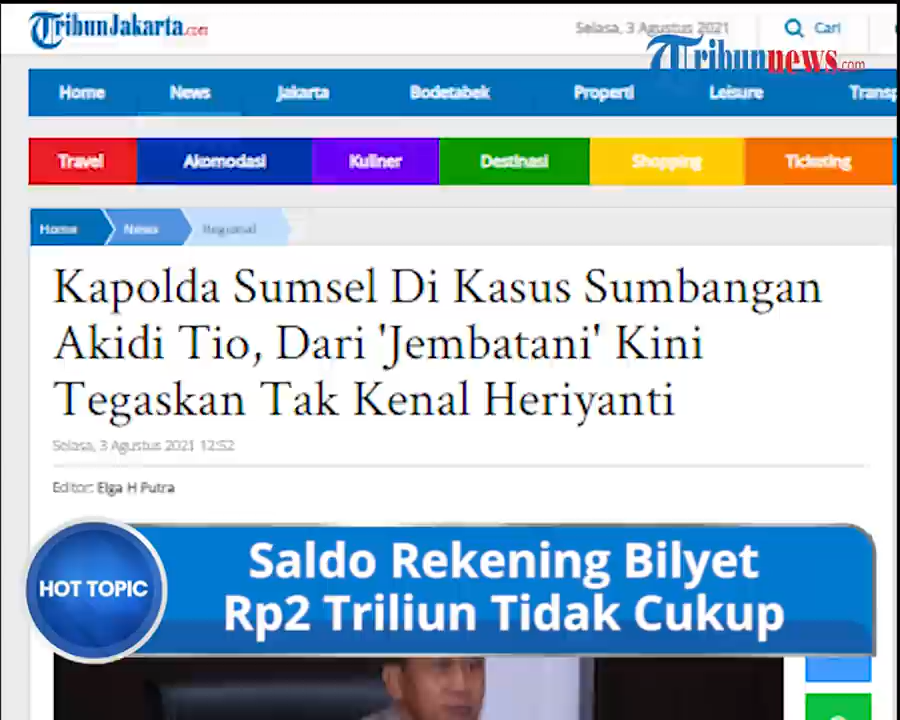 TribunJakarta.com
Selasa, 3 Agustus 2021
Cari
Tribunnews.com
Home News Jakarta Bodetabek Properti Leisure
Travel Akomodasi Kuliner Destinasi Shopping Ticketing
Home News Regional
Kapolda Sumsel Di Kasus Sumbangan
Akidi Tio, Dari 'Jembatani' Kini
Tegaskan Tak Kenal Heriyanti
Selasa, 3 Agustus 2021 12:52
Editor: Elga H Putra
HOT TOPIC
Saldo Rekening Bilyet
Rp2 Triliun Tidak Cukup